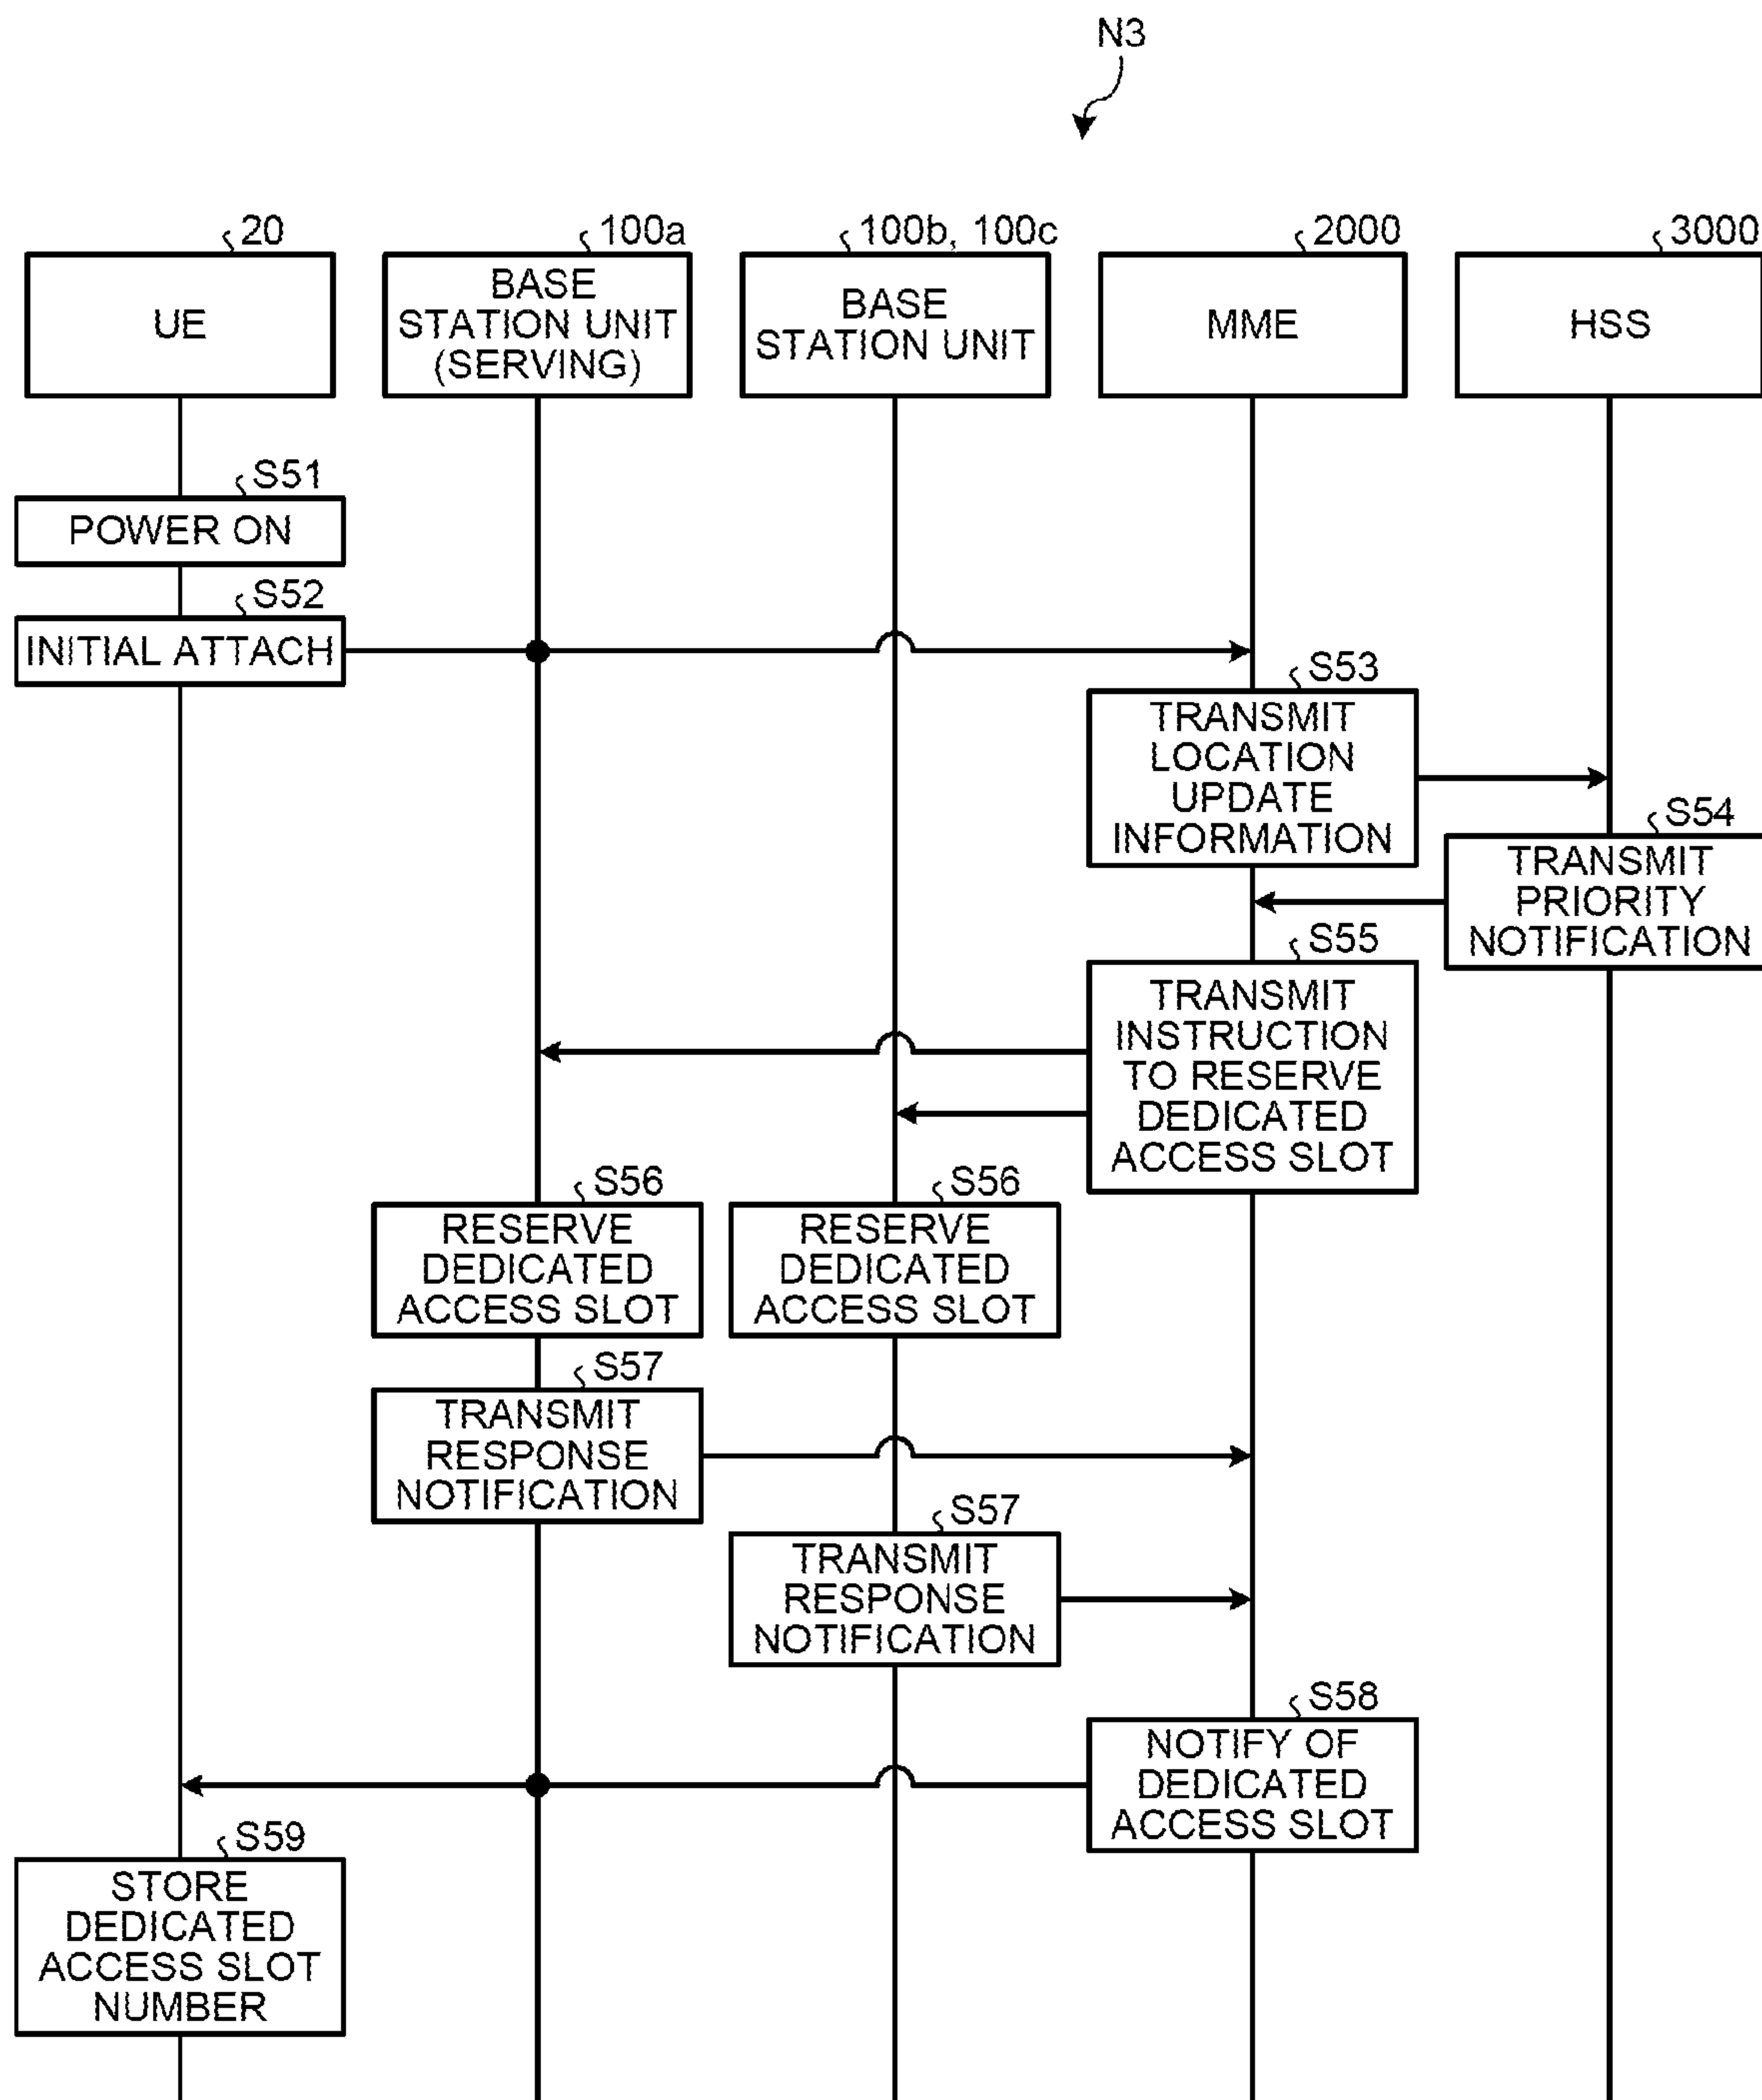 N3
20
100a
100b, 100c
2000
3000
UE
BASE
STATION UNIT
(SERVING)
BASE
STATION UNIT
MME
HSS
S51
POWER ON
S52
INITIAL ATTACH
S53
TRANSMIT
LOCATION
UPDATE
INFORMATION
S54
TRANSMIT
PRIORITY
NOTIFICATION
S55
TRANSMIT
INSTRUCTION
TO RESERVE
DEDICATED
ACCESS SLOT
S56
RESERVE
DEDICATED
ACCESS SLOT
S56
RESERVE
DEDICATED
ACCESS SLOT
S57
TRANSMIT
RESPONSE
NOTIFICATION
S57
TRANSMIT
RESPONSE
NOTIFICATION
S58
NOTIFY OF
DEDICATED
ACCESS SLOT
S59
STORE
DEDICATED
ACCESS SLOT
NUMBER